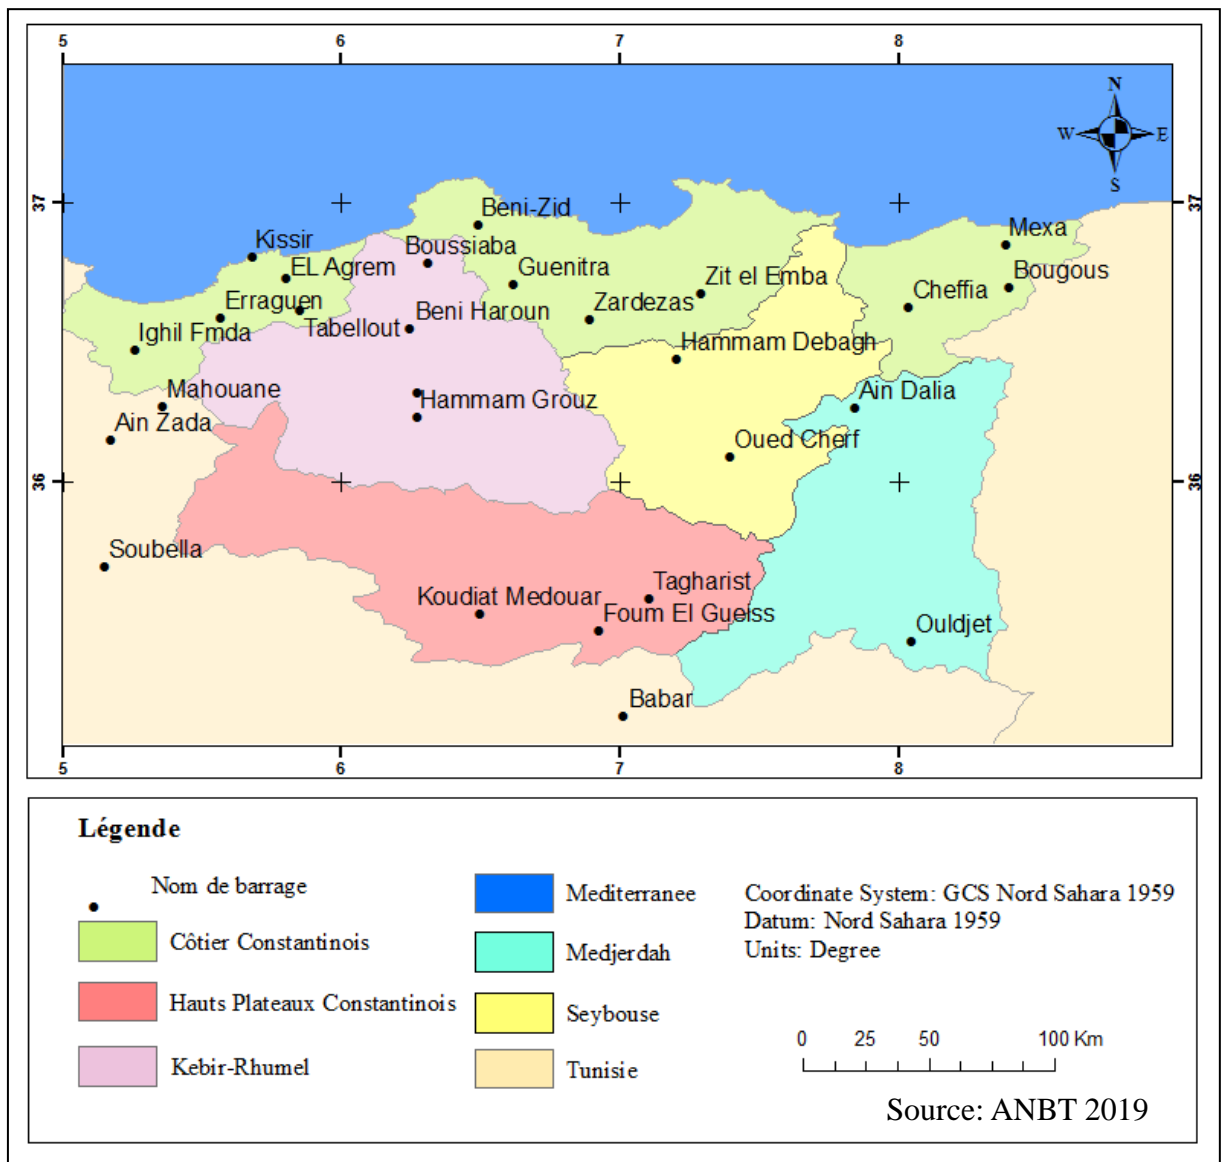 5 6 7 8
N
W E
S
37 37
Beni-Zid
Mexa
Kissir
Boussiaba
EL Agrem
Guenitra
Zit el Emba
Bougous
Cheffia
Erraguen
Zardezas
Tabellout
Beni Haroun
Ighil Fmda
Hammam Debagh
Mahouane
Ain Dalia
Hammam Grouz
Ain Zada
Oued Cherf
36 36
Soubella
Tagharist
Koudiat Medouar
Foum El Gueiss
Ouldjet
Babar
5 6 7 8
Légende
Nom de barrage
Côtier Constantinois
Hauts Plateaux Constantinois
Kebir-Rhumel
Mediterranee
Medjerdah
Seybouse
Tunisie
Coordinate System: GCS Nord Sahara 1959
Datum: Nord Sahara 1959
Units: Degree
0 25 50 100 Km
Source: ANBT 2019